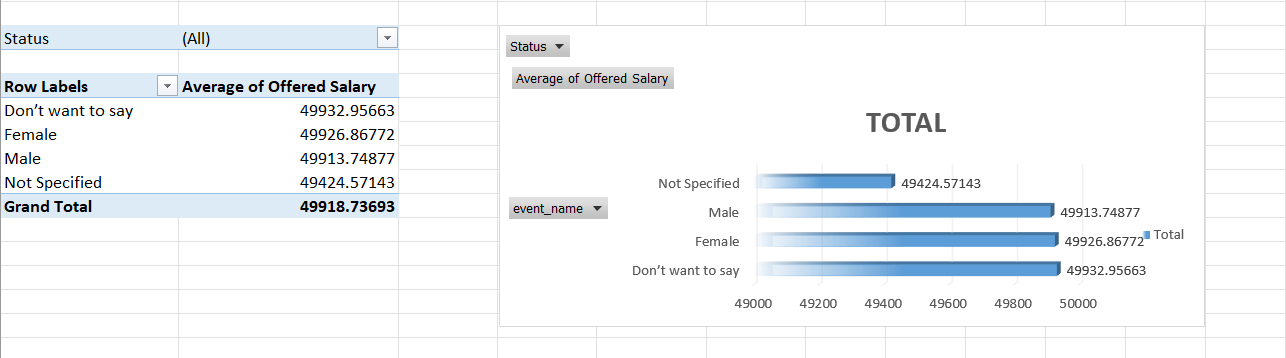 Status (All)
Row Labels Average of Offered Salary
Don’t want to say 49932.95663
Female 49926.86772
Male 49913.74877
Not Specified 49424.57143
Grand Total 49918.73693
Status
Average of Offered Salary
TOTAL
Not Specified 49424.57143
event_name
Male 49913.74877
Female 49926.86772
Total
Don’t want to say 49932.95663
49000 49200 49400 49600 49800 50000